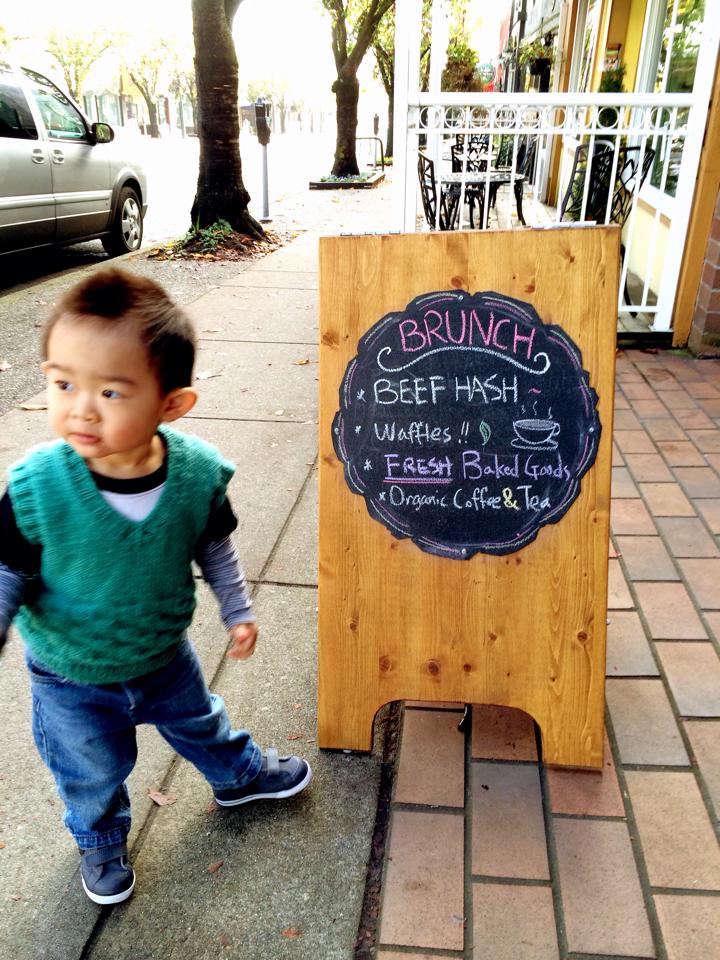 BRUNCH
* BEEF HASH ~
* Waffles !!
* FRESH Baked Goods
* Organic Coffee & Tea